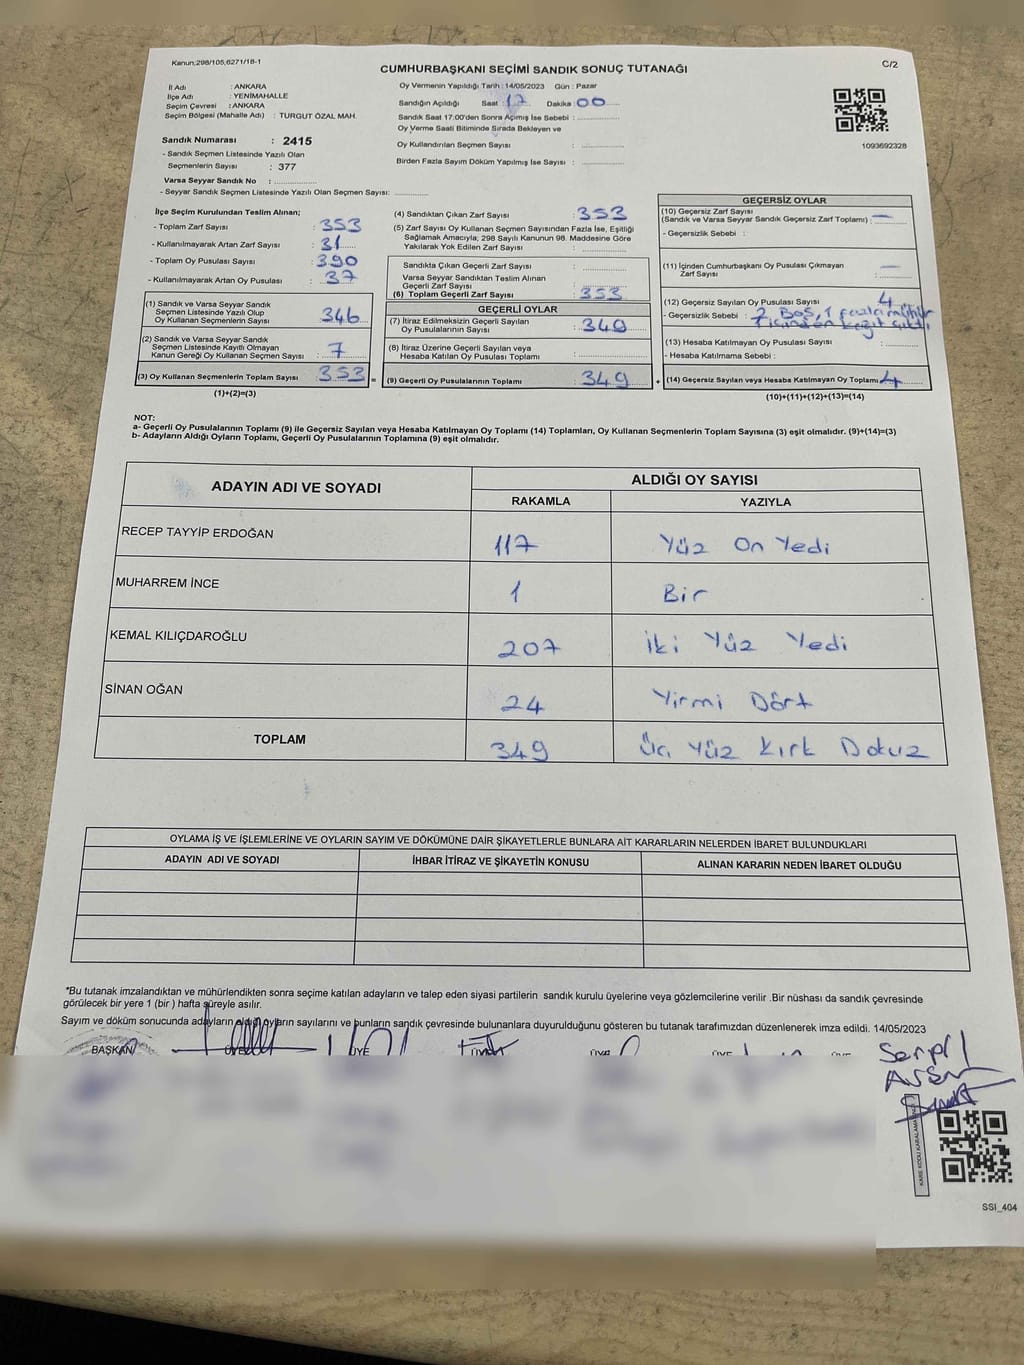 Kanun;298/105,6271/18-1
CUMHURBAŞKANI SEÇİMİ SANDIK SONUÇ TUTANAĞI
C/2
İl Adı : ANKARA
İlçe Adı : YENİMAHALLE
Seçim Çevresi : ANKARA
Seçim Bölgesi (Mahalle Adı) : TURGUT ÖZAL MAH.
Sandık Numarası : 2415
- Sandık Seçmen Listesinde Yazılı Olan
Seçmenlerin Sayısı : 377
Varsa Seyyar Sandık No :
- Seyyar Sandık Seçmen Listesinde Yazılı Olan Seçmen Sayısı:
Oy Vermenin Yapıldığı Tarih : 14/05/2023 Gün : Pazar
Sandığın Açıldığı Saat : 17 Dakika : 00
Sandık Saat 17.00'den Sonra Açımış İse Sebebi :
Oy Verme Saati Bitiminde Sırada Bekleyen ve
Oy Kullandırılan Seçmen Sayısı :
Birden Fazla Sayım Döküm Yapılmış İse Sayısı :
1093692328
İlçe Seçim Kurulundan Teslim Alınan;
- Toplam Zarf Sayısı : 353
- Kullanılmayarak Artan Zarf Sayısı : 31
- Toplam Oy Pusulası Sayısı : 390
- Kullanılmayarak Artan Oy Pusulası : 37
(1) Sandık ve Varsa Seyyar Sandık
Seçmen Listesinde Yazılı Olup
Oy Kullanan Seçmenlerin Sayısı : 346
(2) Sandık ve Varsa Seyyar Sandık
Seçmen Listesinde Kayıtlı Olmayan
Kanun Gereği Oy Kullanan Seçmen Sayısı : 7
(3) Oy Kullanan Seçmenlerin Toplam Sayısı : 353 =
(1)+(2)=(3)
(4) Sandıktan Çıkan Zarf Sayısı : 353
(5) Zarf Sayısı Oy Kullanan Seçmen Sayısından Fazla İse, Eşitliği
Sağlamak Amacıyla; 298 Sayılı Kanunun 98. Maddesine Göre
Yakılarak Yok Edilen Zarf Sayısı :
Sandıkta Çıkan Geçerli Zarf Sayısı :
Varsa Seyyar Sandıktan Teslim Alınan
Geçerli Zarf Sayısı :
(6) Toplam Geçerli Zarf Sayısı : 353
GEÇERLİ OYLAR
(7) İtiraz Edilmeksizin Geçerli Sayılan
Oy Pusulalarının Sayısı : 349
(8) İtiraz Üzerine Geçerli Sayılan veya
Hesaba Katılan Oy Pusulası Toplamı :
(9) Geçerli Oy Pusulalarının Toplamı : 349 +
GEÇERSİZ OYLAR
(10) Geçersiz Zarf Sayısı
(Sandık ve Varsa Seyyar Sandık Geçersiz Zarf Toplamı) : —
- Geçersizlik Sebebi :
(11) İçinden Cumhurbaşkanı Oy Pusulası Çıkmayan
Zarf Sayısı : —
(12) Geçersiz Sayılan Oy Pusulası Sayısı : 4
- Geçersizlik Sebebi : 2 Boş, 1 fazla mühür
1 içinden kağıt çıktı
(13) Hesaba Katılmayan Oy Pusulası Sayısı :
- Hesaba Katılmama Sebebi :
(14) Geçersiz Sayılan veya Hesaba Katılmayan Oy Toplamı: 4
(10)+(11)+(12)+(13)=(14)
NOT:
a- Geçerli Oy Pusulalarının Toplamı (9) ile Geçersiz Sayılan veya Hesaba Katılmayan Oy Toplamı (14) Toplamları, Oy Kullanan Seçmenlerin Toplam Sayısına (3) eşit olmalıdır. (9)+(14)=(3)
b- Adayların Aldığı Oyların Toplamı, Geçerli Oy Pusulalarının Toplamına (9) eşit olmalıdır.
ADAYIN ADI VE SOYADI
ALDIĞI OY SAYISI
RAKAMLA YAZIYLA
RECEP TAYYİP ERDOĞAN 117 Yüz On Yedi
MUHARREM İNCE 1 Bir
KEMAL KILIÇDAROĞLU 207 İki Yüz Yedi
SİNAN OĞAN 24 Yirmi Dört
TOPLAM 349 Üç Yüz Kırk Dokuz
OYLAMA İŞ VE İŞLEMLERİNE VE OYLARIN SAYIM VE DÖKÜMÜNE DAİR ŞİKAYETLERLE BUNLARA AİT KARARLARIN NELERDEN İBARET BULUNDUKLARI
ADAYIN ADI VE SOYADI İHBAR İTİRAZ VE ŞİKAYETİN KONUSU ALINAN KARARIN NEDEN İBARET OLDUĞU
*Bu tutanak imzalandıktan ve mühürlendikten sonra seçime katılan adayların ve talep eden siyasi partilerin sandık kurulu üyelerine veya gözlemcilerine verilir .Bir nüshası da sandık çevresinde
görülecek bir yere 1 (bir ) hafta süreyle asılır.
Sayım ve döküm sonucunda adayların aldığı oyların sayılarını ve bunların sandık çevresinde bulunanlara duyurulduğunu gösteren bu tutanak tarafımızdan düzenlenerek imza edildi. 14/05/2023
BAŞKAN ÜYE ÜYE ÜYE ÜYE ÜYE
Serpil
KARE KODU KARALAMAYINIZ
SSI_404